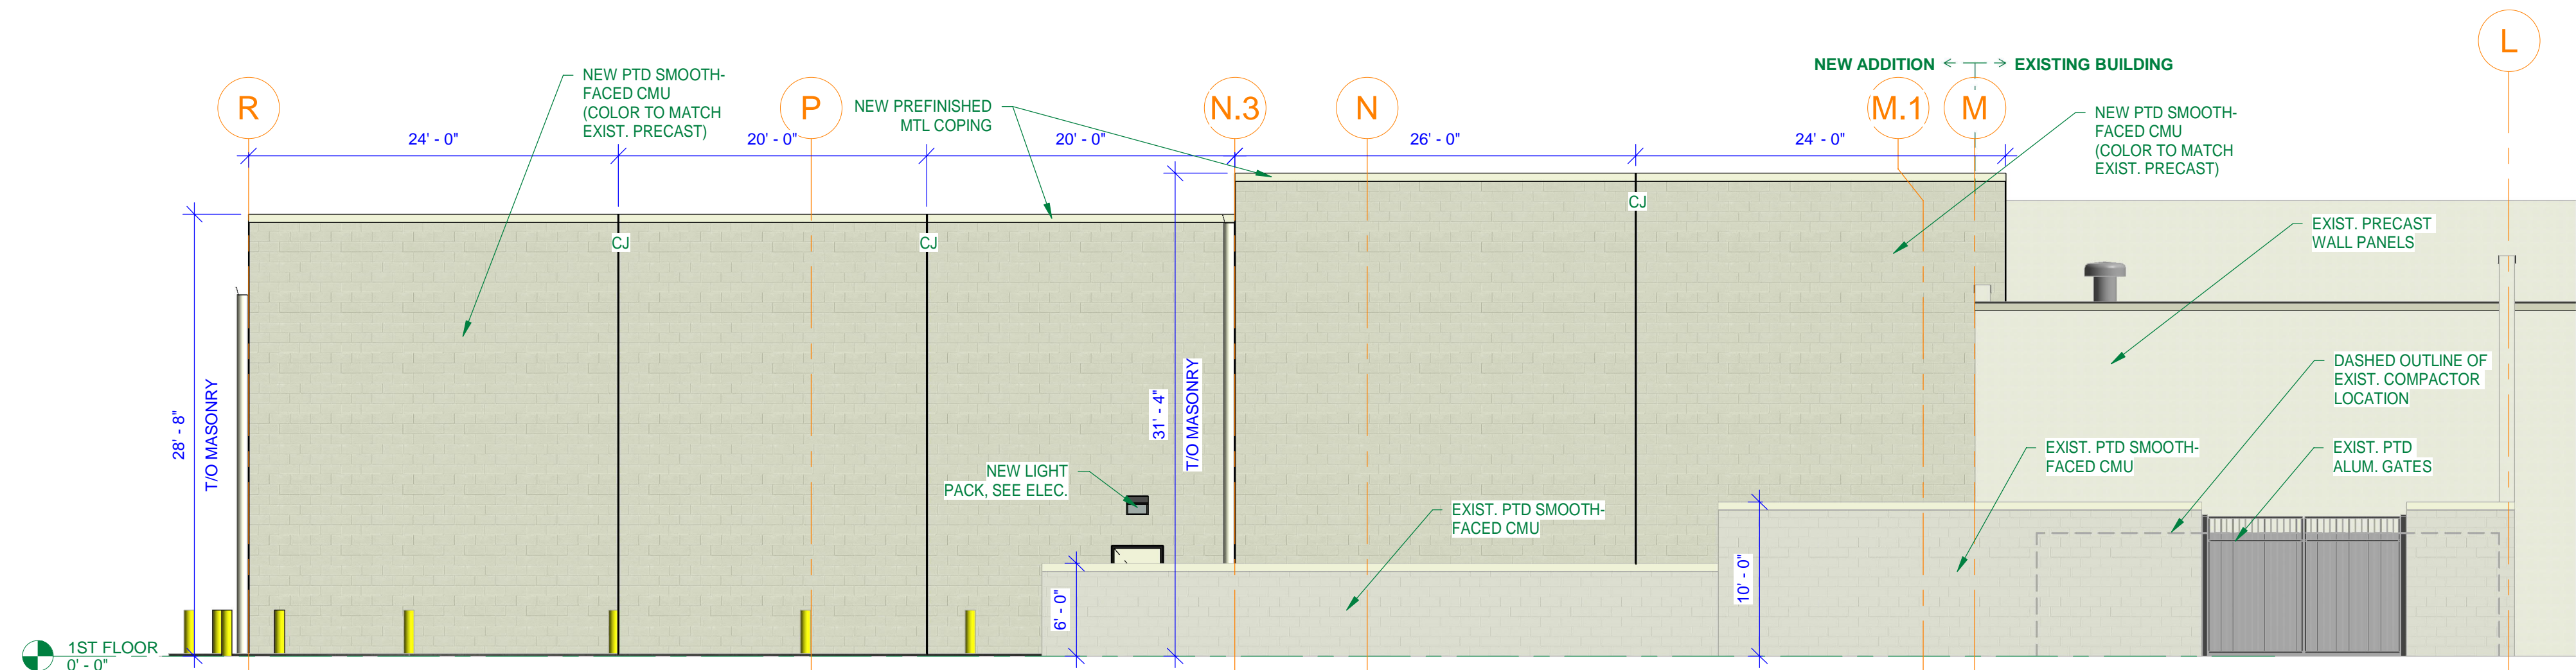 L
NEW ADDITION
EXISTING BUILDING
R
NEW PTD SMOOTH-
FACED CMU
(COLOR TO MATCH
EXIST. PRECAST)
P
NEW PREFINISHED
MTL COPING
N.3
N
M.1
M
NEW PTD SMOOTH-
FACED CMU
(COLOR TO MATCH
EXIST. PRECAST)
24' - 0"
20' - 0"
20' - 0"
26' - 0"
24' - 0"
CJ
CJ
CJ
EXIST. PRECAST
WALL PANELS
28' - 8"
T/O MASONRY
31' - 4"
T/O MASONRY
DASHED OUTLINE OF
EXIST. COMPACTOR
LOCATION
NEW LIGHT
PACK, SEE ELEC.
EXIST. PTD SMOOTH-
FACED CMU
EXIST. PTD SMOOTH-
FACED CMU
EXIST. PTD
ALUM. GATES
6' - 0"
10' - 0"
1ST FLOOR
0' - 0"